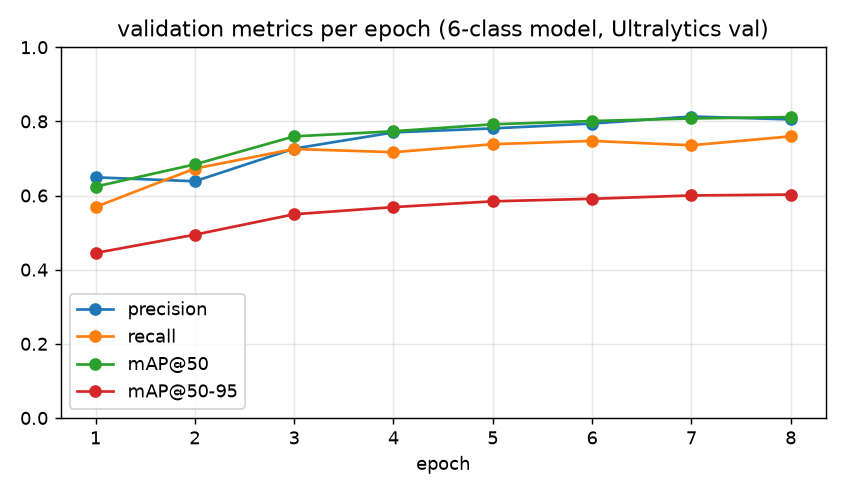 validation metrics per epoch (6-class model, Ultralytics val)
1.0
0.8
0.6
0.4
0.2
0.0
precision
recall
mAP@50
mAP@50-95
1 2 3 4 5 6 7 8
epoch